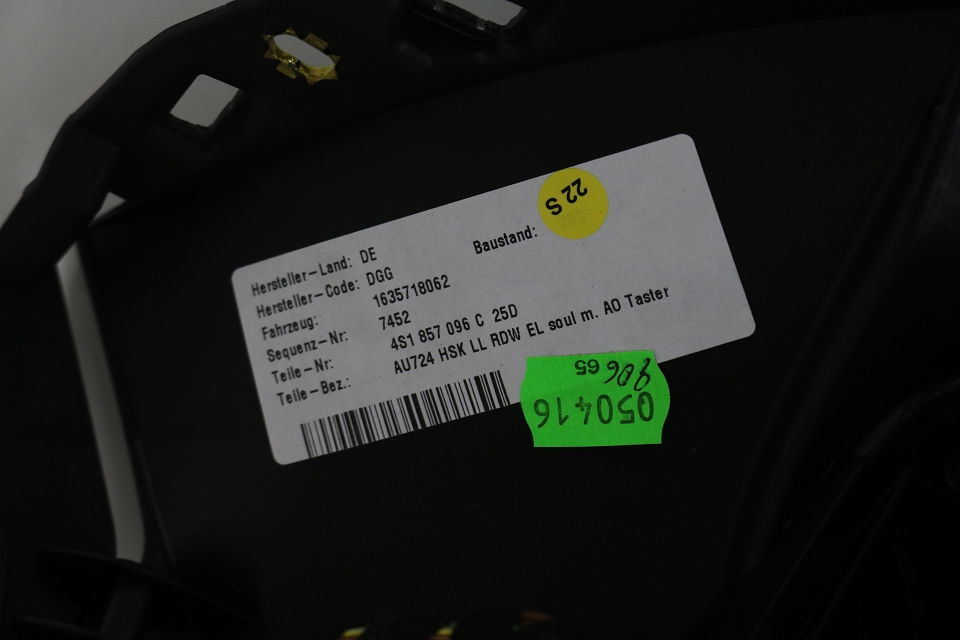 Hersteller-Land: DE
Baustand: 22 S
Hersteller-Code: DGG
Fahrzeug: 1635718062
Sequenz-Nr: 7452
Teile-Nr: 4S1 857 096 C 25D
Teile-Bez.: AU724 HSK LL RDW EL soul m. AO Taster
050416
906 65